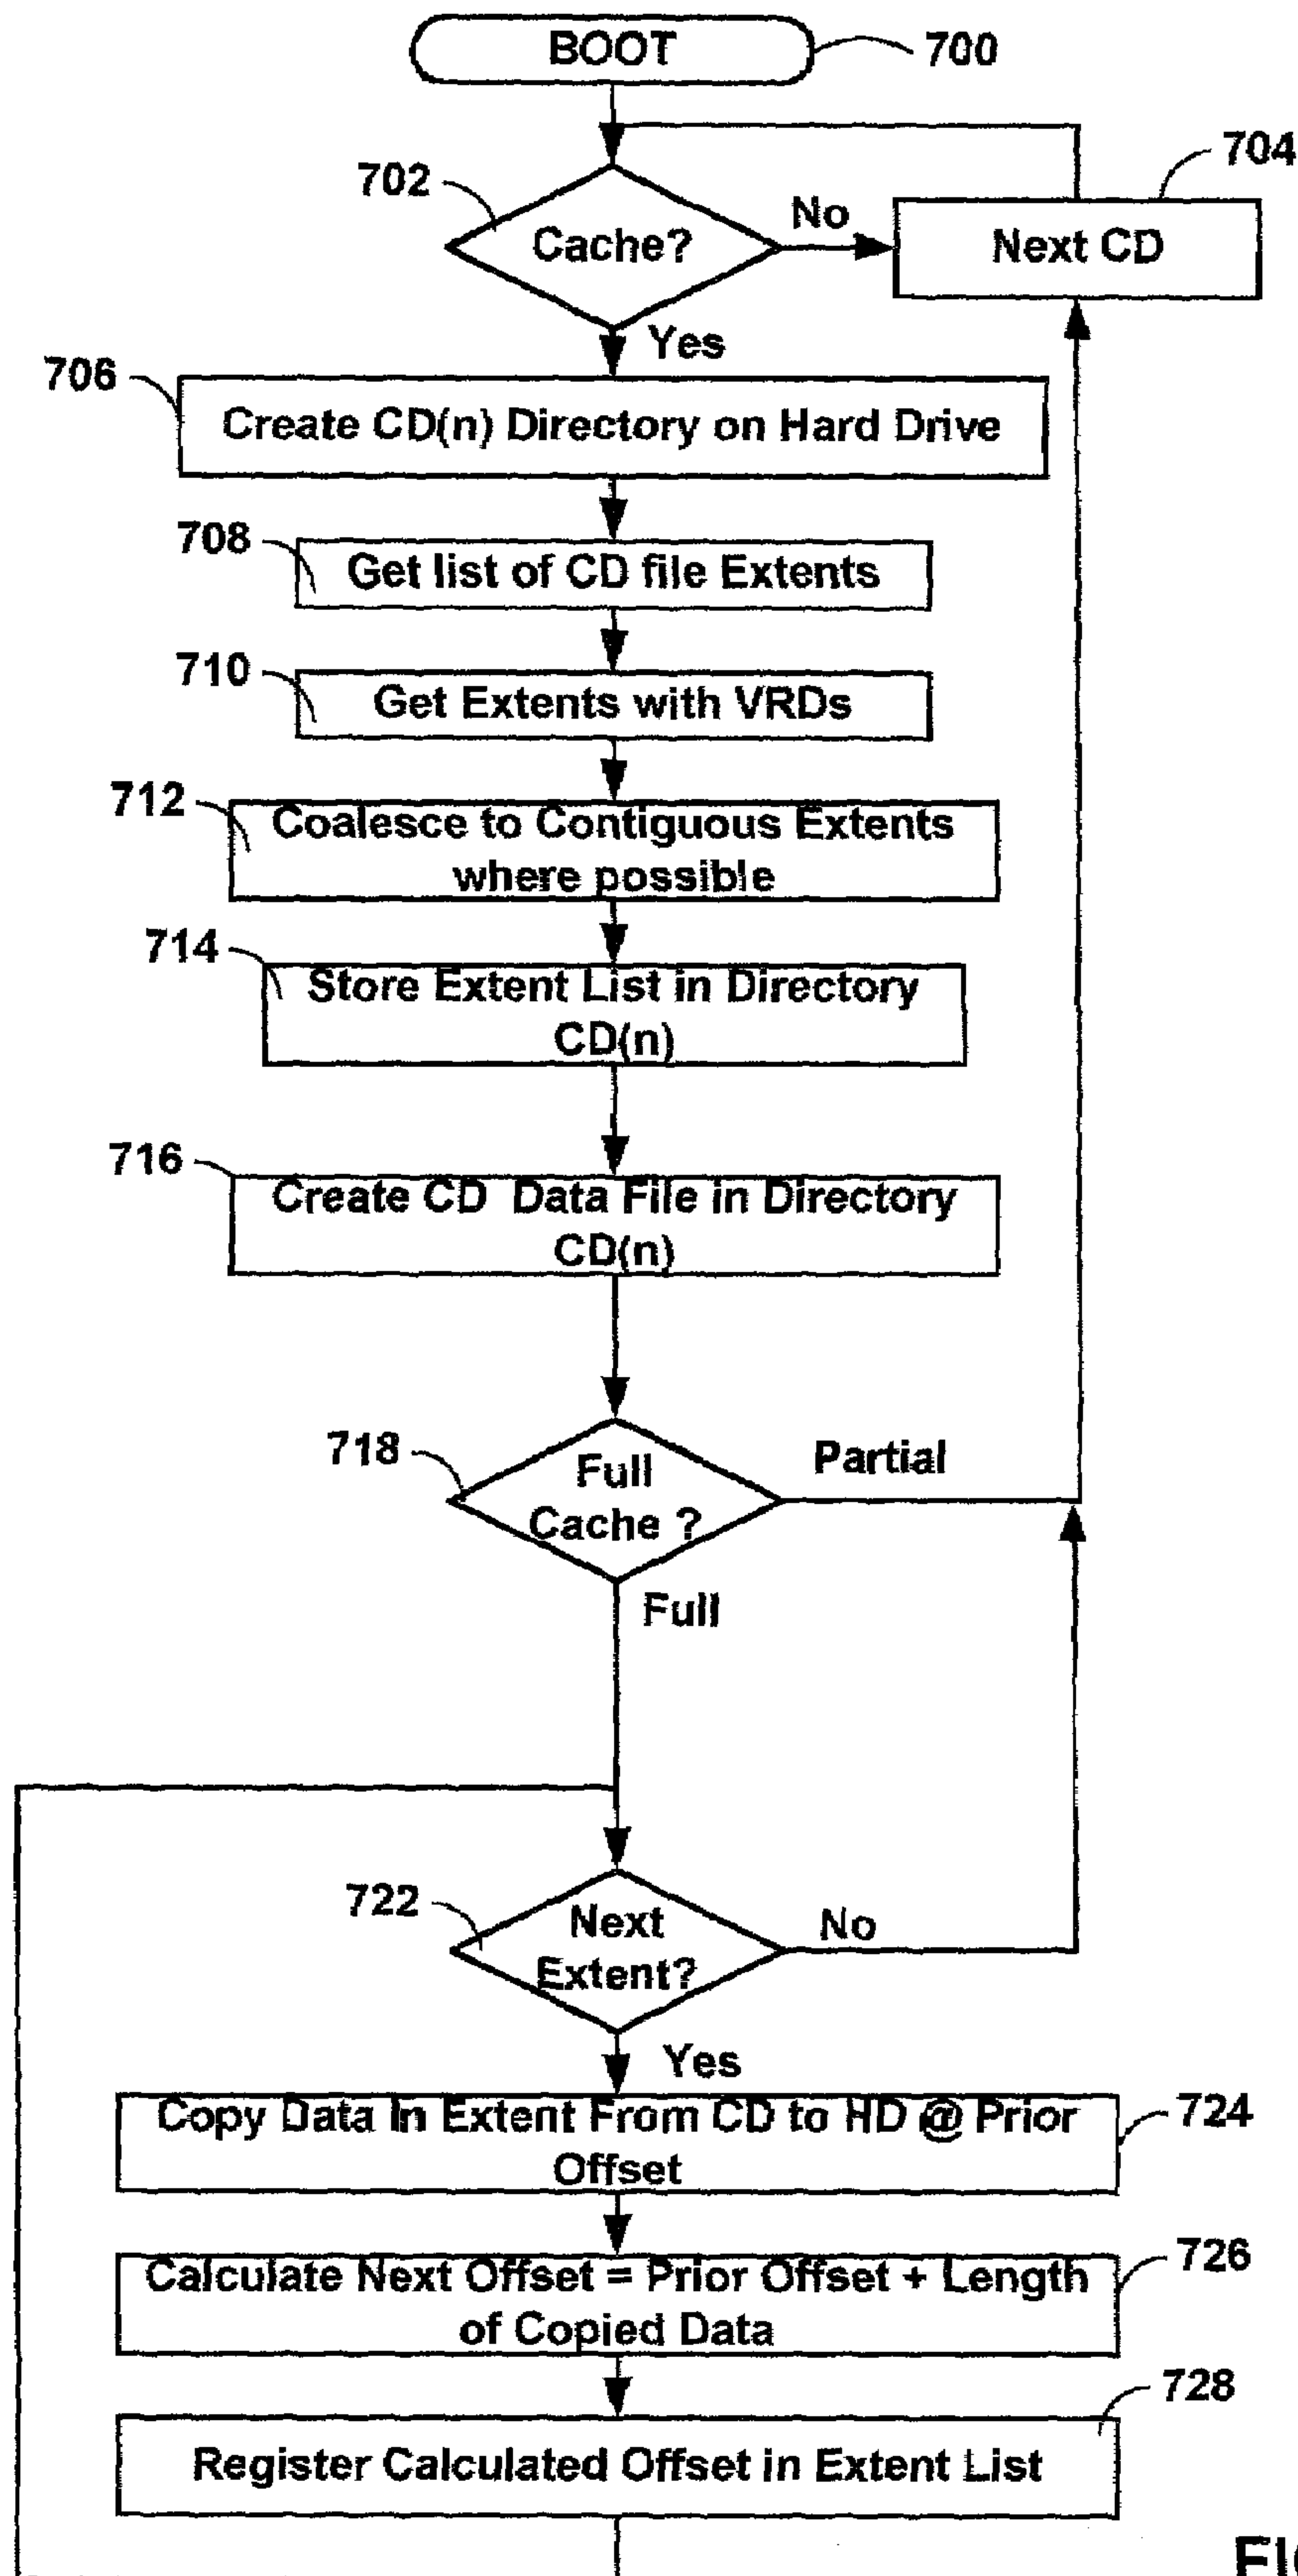 BOOT
700
702
Cache?
No
704
Next CD
Yes
706
Create CD(n) Directory on Hard Drive
708
Get list of CD file Extents
710
Get Extents with VRDs
712
Coalesce to Contiguous Extents
where possible
714
Store Extent List in Directory
CD(n)
716
Create CD Data File in Directory
CD(n)
718
Full
Cache ?
Partial
Full
722
Next
Extent?
No
Yes
Copy Data In Extent From CD to HD @ Prior
Offset
724
Calculate Next Offset = Prior Offset + Length
of Copied Data
726
728
Register Calculated Offset in Extent List